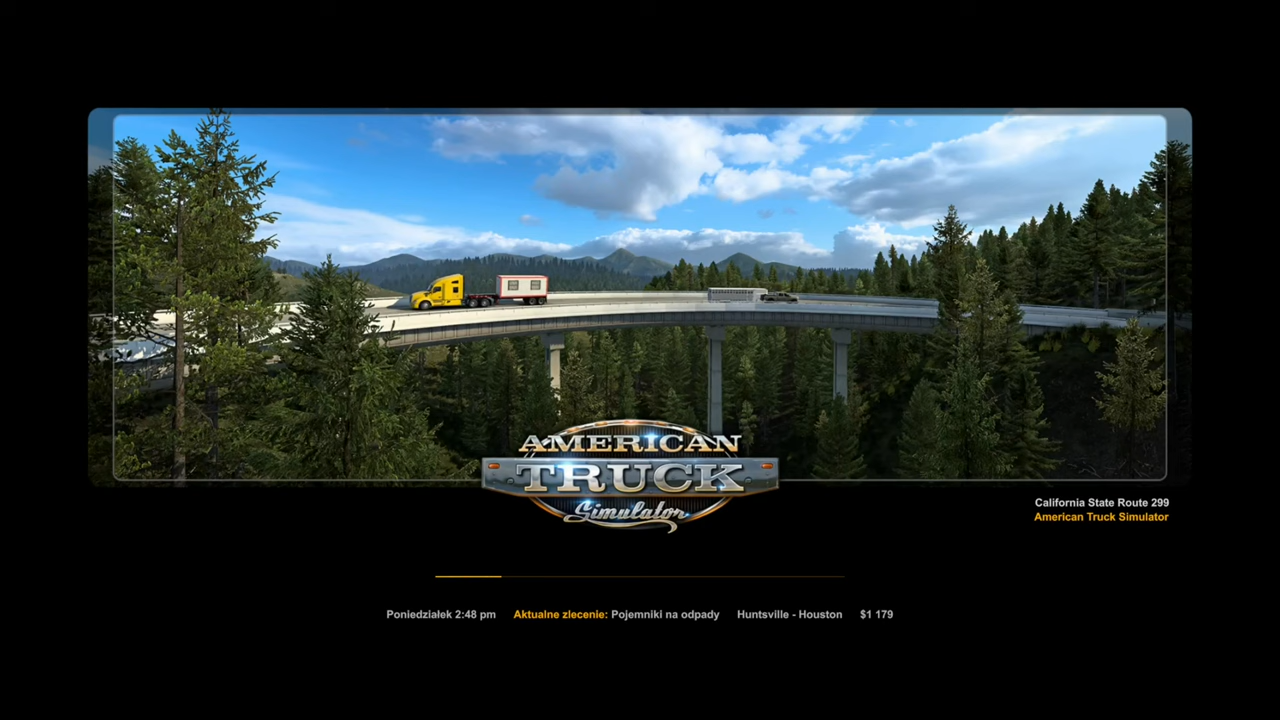 AMERICAN
TRUCK
Simulator
California State Route 299
American Truck Simulator
Poniedziałek 2:48 pm Aktualne zlecenie: Pojemniki na odpady Huntsville - Houston $1 179